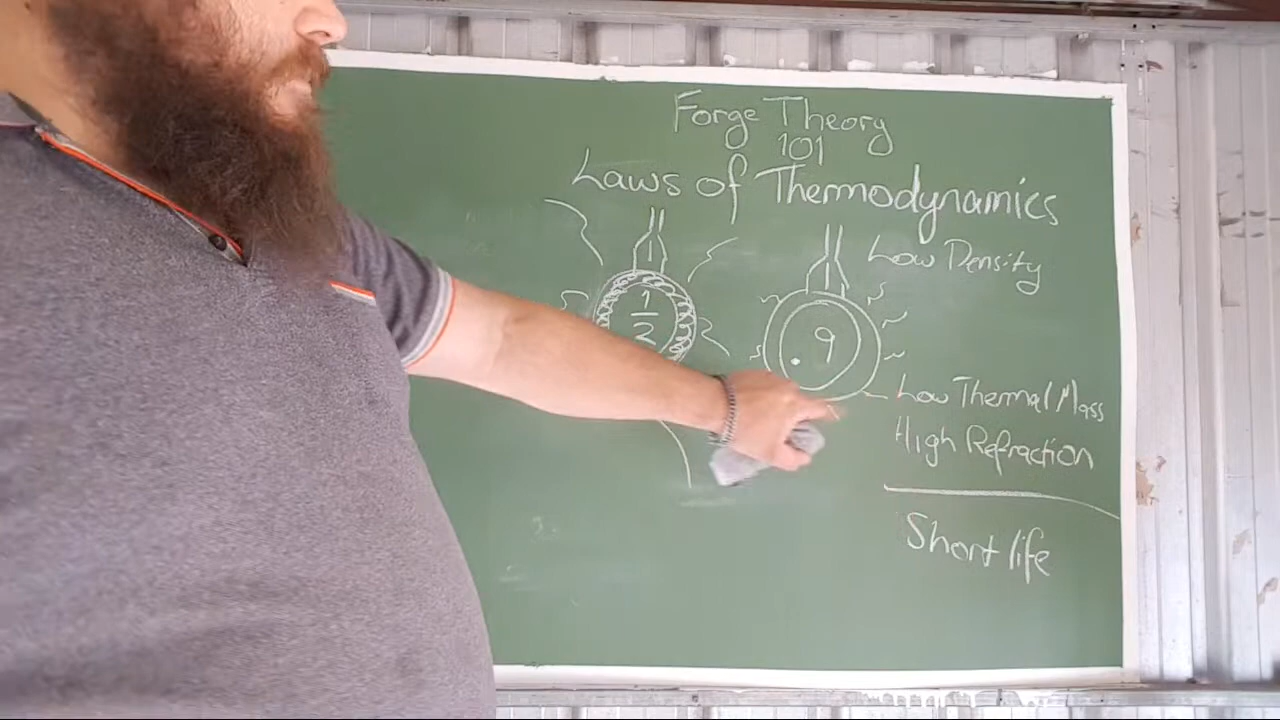 Forge Theory
101
Laws of Thermodynamics
Low Density
1
2
9
Low Thermal Mass
High Refraction
Short life